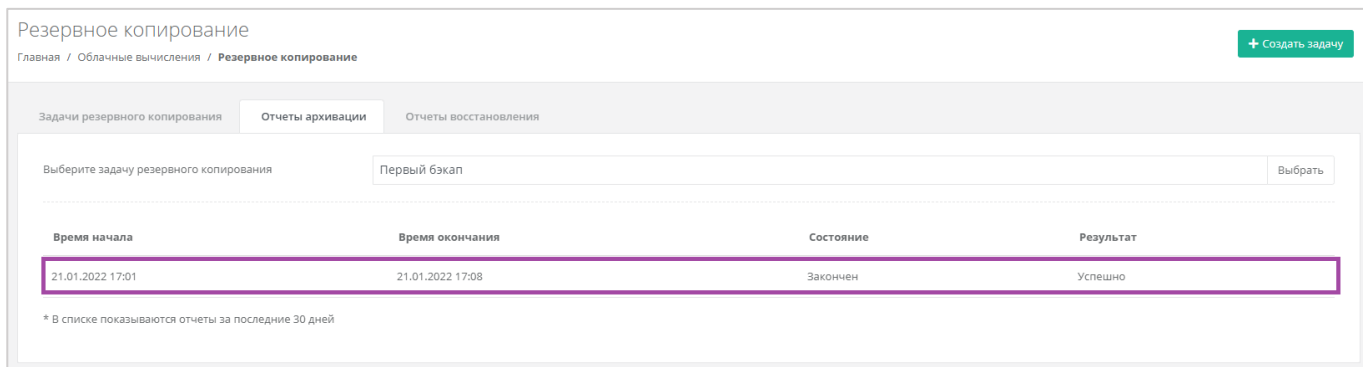 Резервное копирование
+ Создать задачу
Главная / Облачные вычисления / Резервное копирование
Задачи резервного копирования Отчеты архивации Отчеты восстановления
Выберите задачу резервного копирования Первый бэкап Выбрать
Время начала Время окончания Состояние Результат
21.01.2022 17:01 21.01.2022 17:08 Закончен Успешно
* В списке показываются отчеты за последние 30 дней